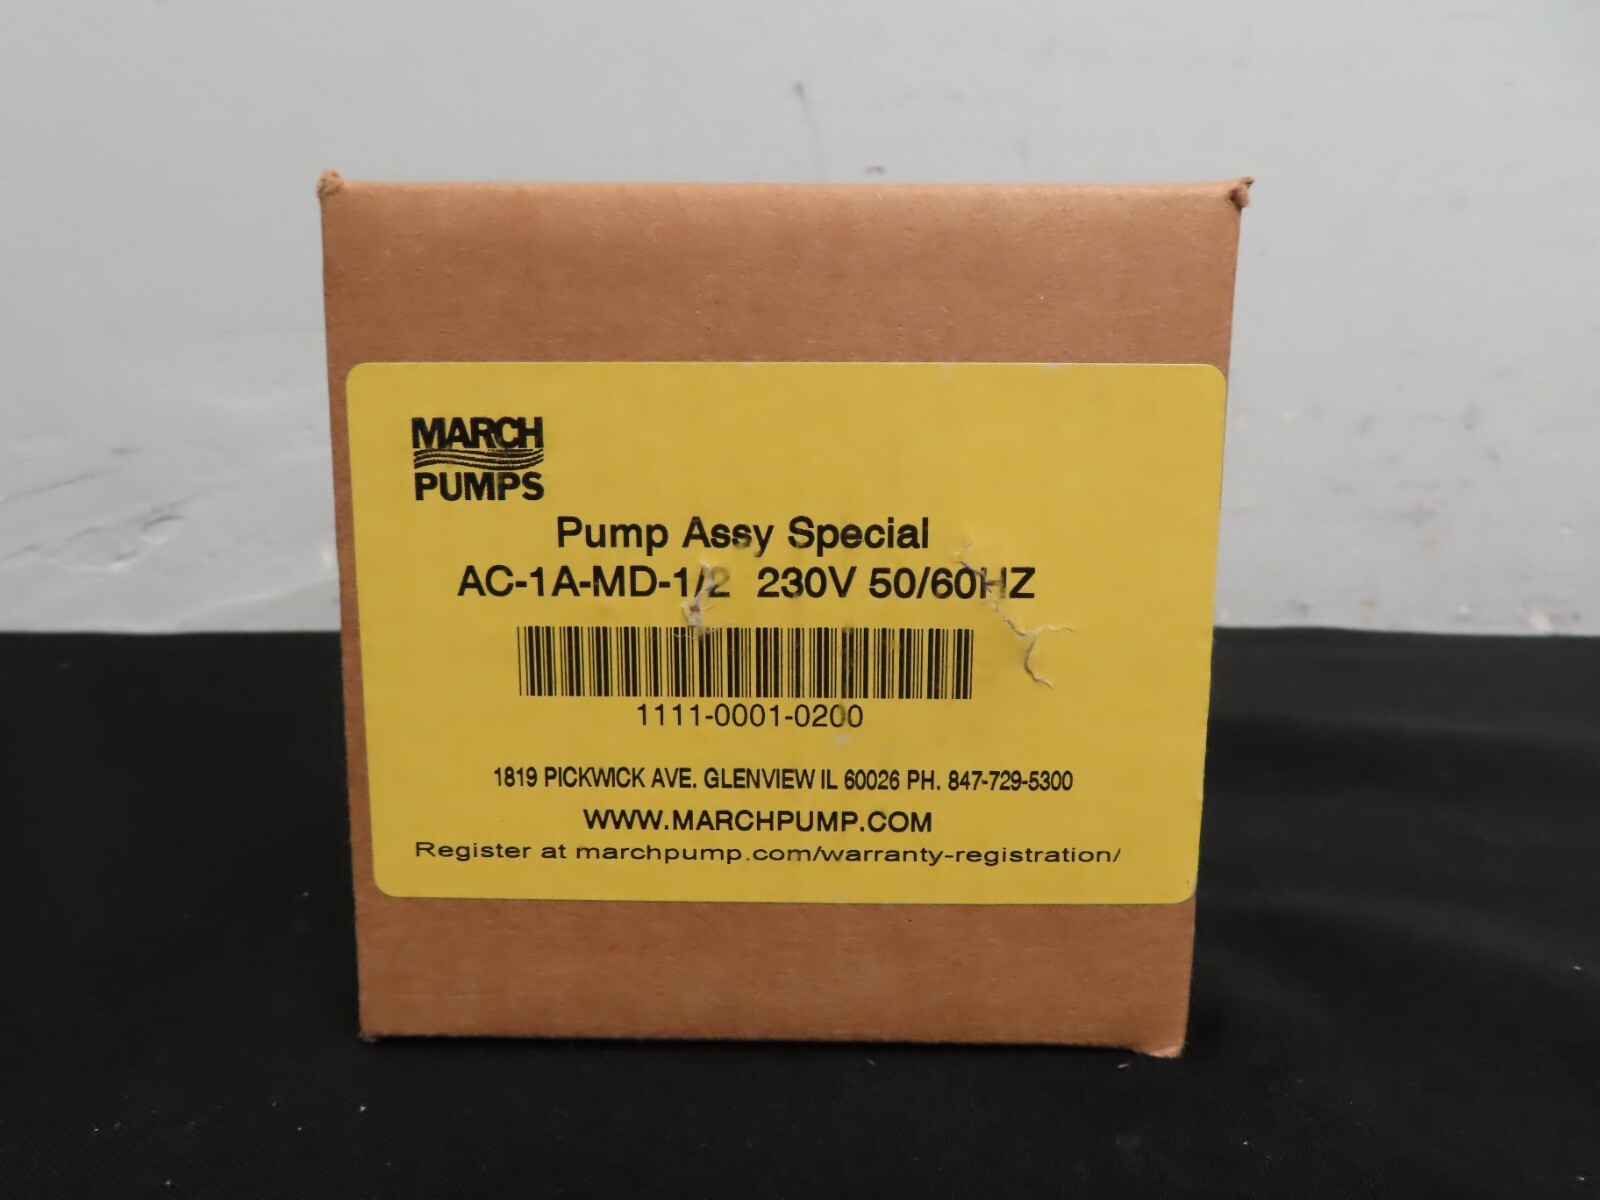 MARCH
PUMPS
Pump Assy Special
AC-1A-MD-1/2 230V 50/60HZ
1111-0001-0200
1819 PICKWICK AVE. GLENVIEW IL 60026 PH. 847-729-5300
WWW.MARCHPUMP.COM
Register at marchpump.com/warranty-registration/